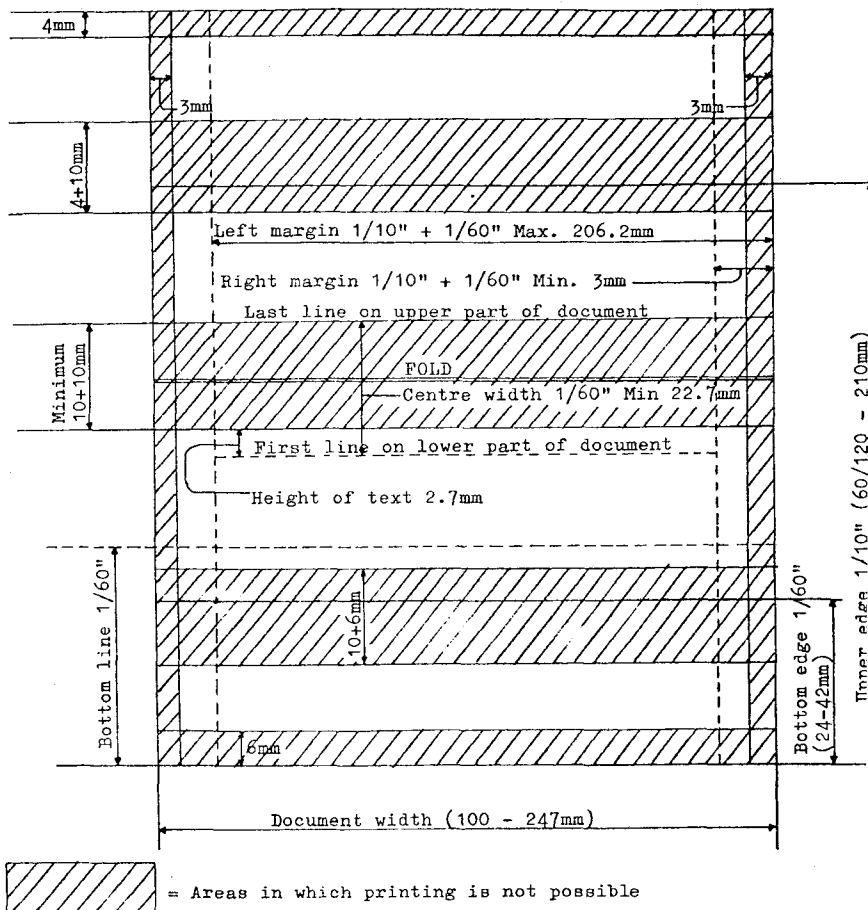 4mm
3mm
3mm
4+10mm
Left margin 1/10" + 1/60" Max. 206.2mm
Right margin 1/10" + 1/60" Min. 3mm
Last line on upper part of document
Minimum
10+10mm
FOLD
Centre width 1/60" Min 22.7mm
First line on lower part of document
Height of text 2.7mm
Upper edge 1/10" (60/120 - 210mm)
Bottom line 1/60"
10+6mm
Bottom edge 1/60"
(24-42mm)
6mm
Document width (100 - 247mm)
= Areas in which printing is not possible